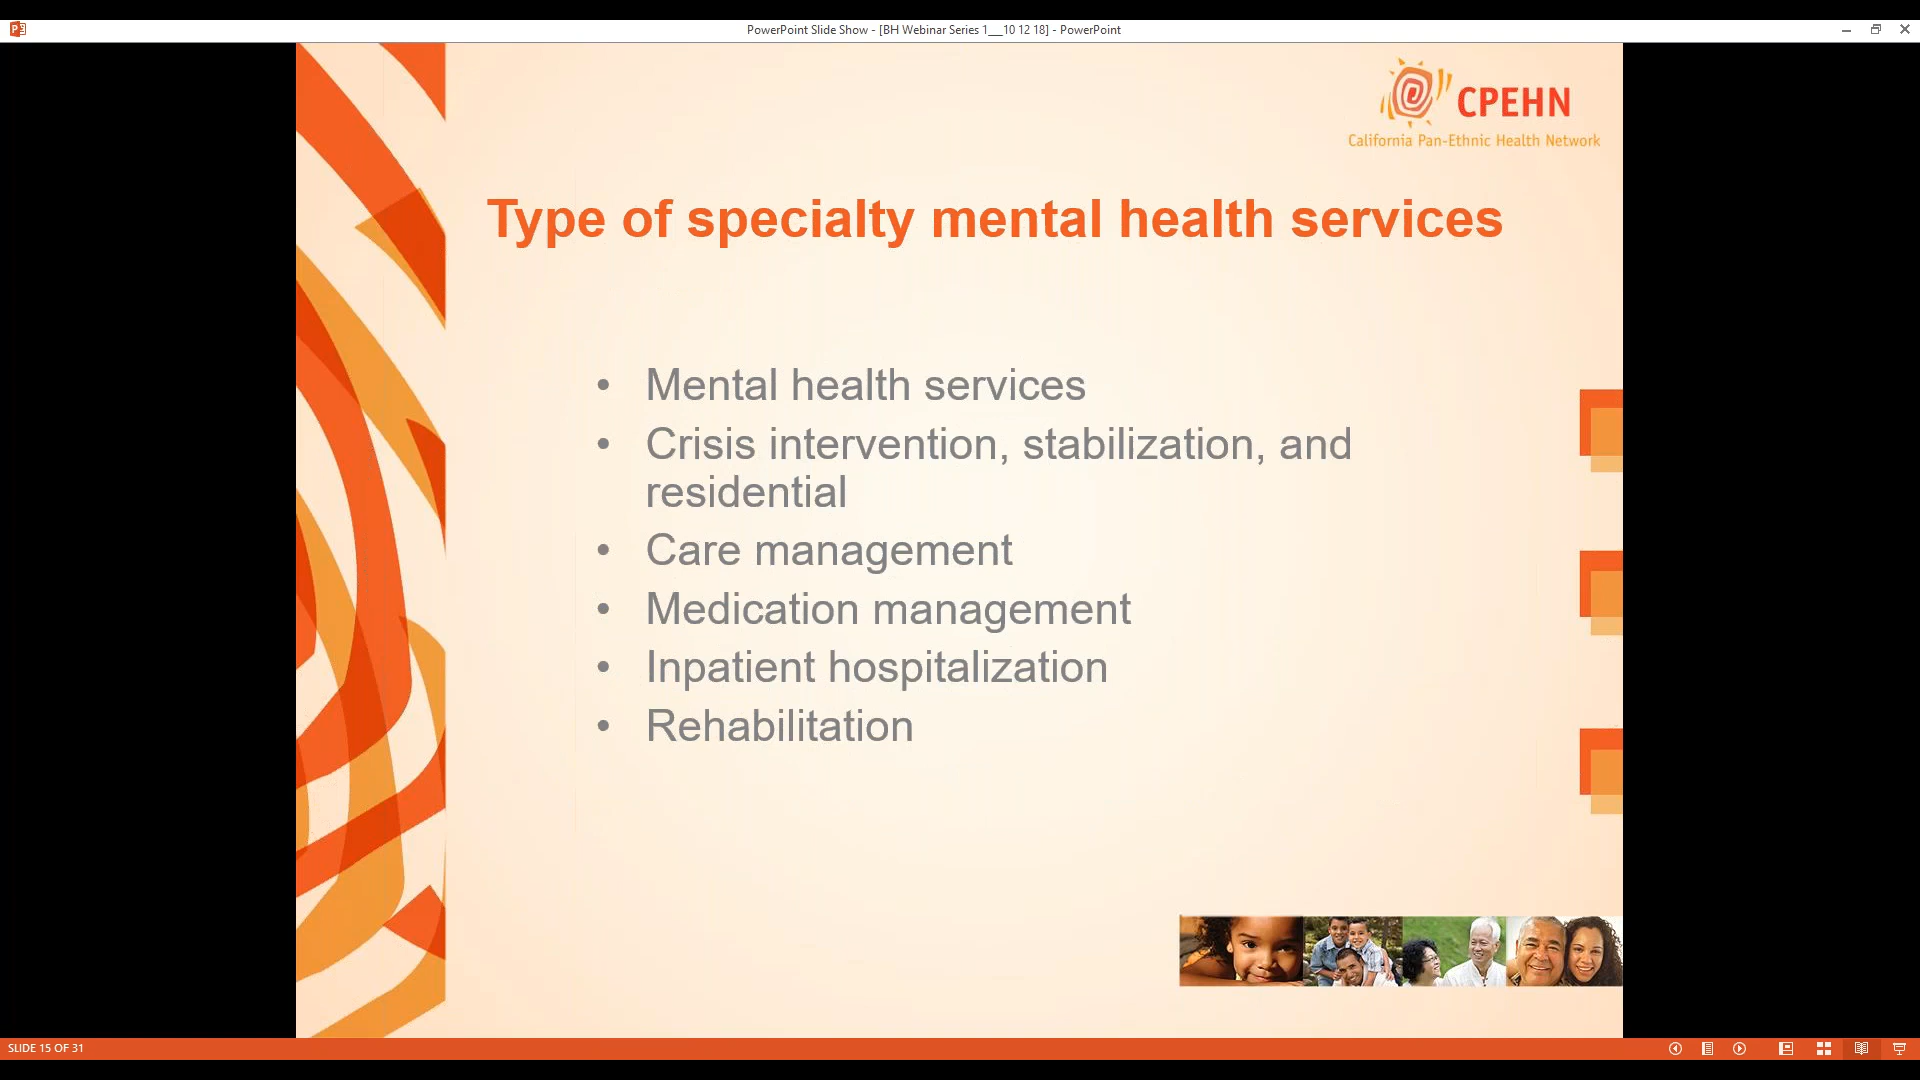 PowerPoint Slide Show - [BH Webinar Series 1___10 12 18] - PowerPoint
CPEHN
California Pan-Ethnic Health Network
Type of specialty mental health services
• Mental health services
• Crisis intervention, stabilization, and
residential
• Care management
• Medication management
• Inpatient hospitalization
• Rehabilitation
SLIDE 15 OF 31